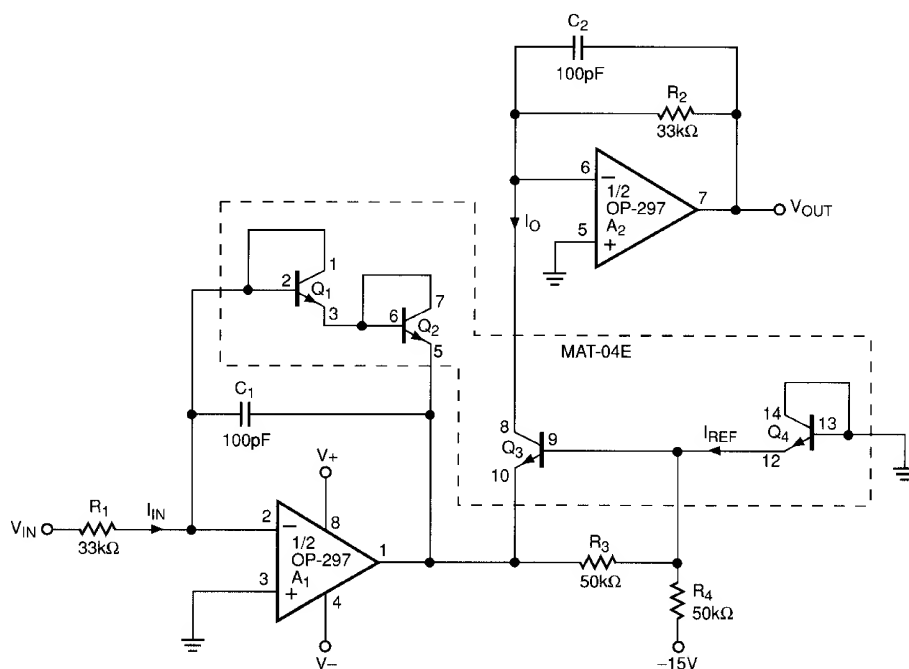 C2
100pF
R2
33kΩ
6
−
1/2
OP-297
A2
7
VOUT
5
+
IO
1
2
Q1
3
7
6
Q2
5
MAT-04E
C1
100pF
8
9
Q3
10
IREF
14
Q4
13
12
V+
VIN
R1
33kΩ
IIN
2
−
8
1/2
OP-297
A1
1
3
+
4
V−
R3
50kΩ
R4
50kΩ
−15V